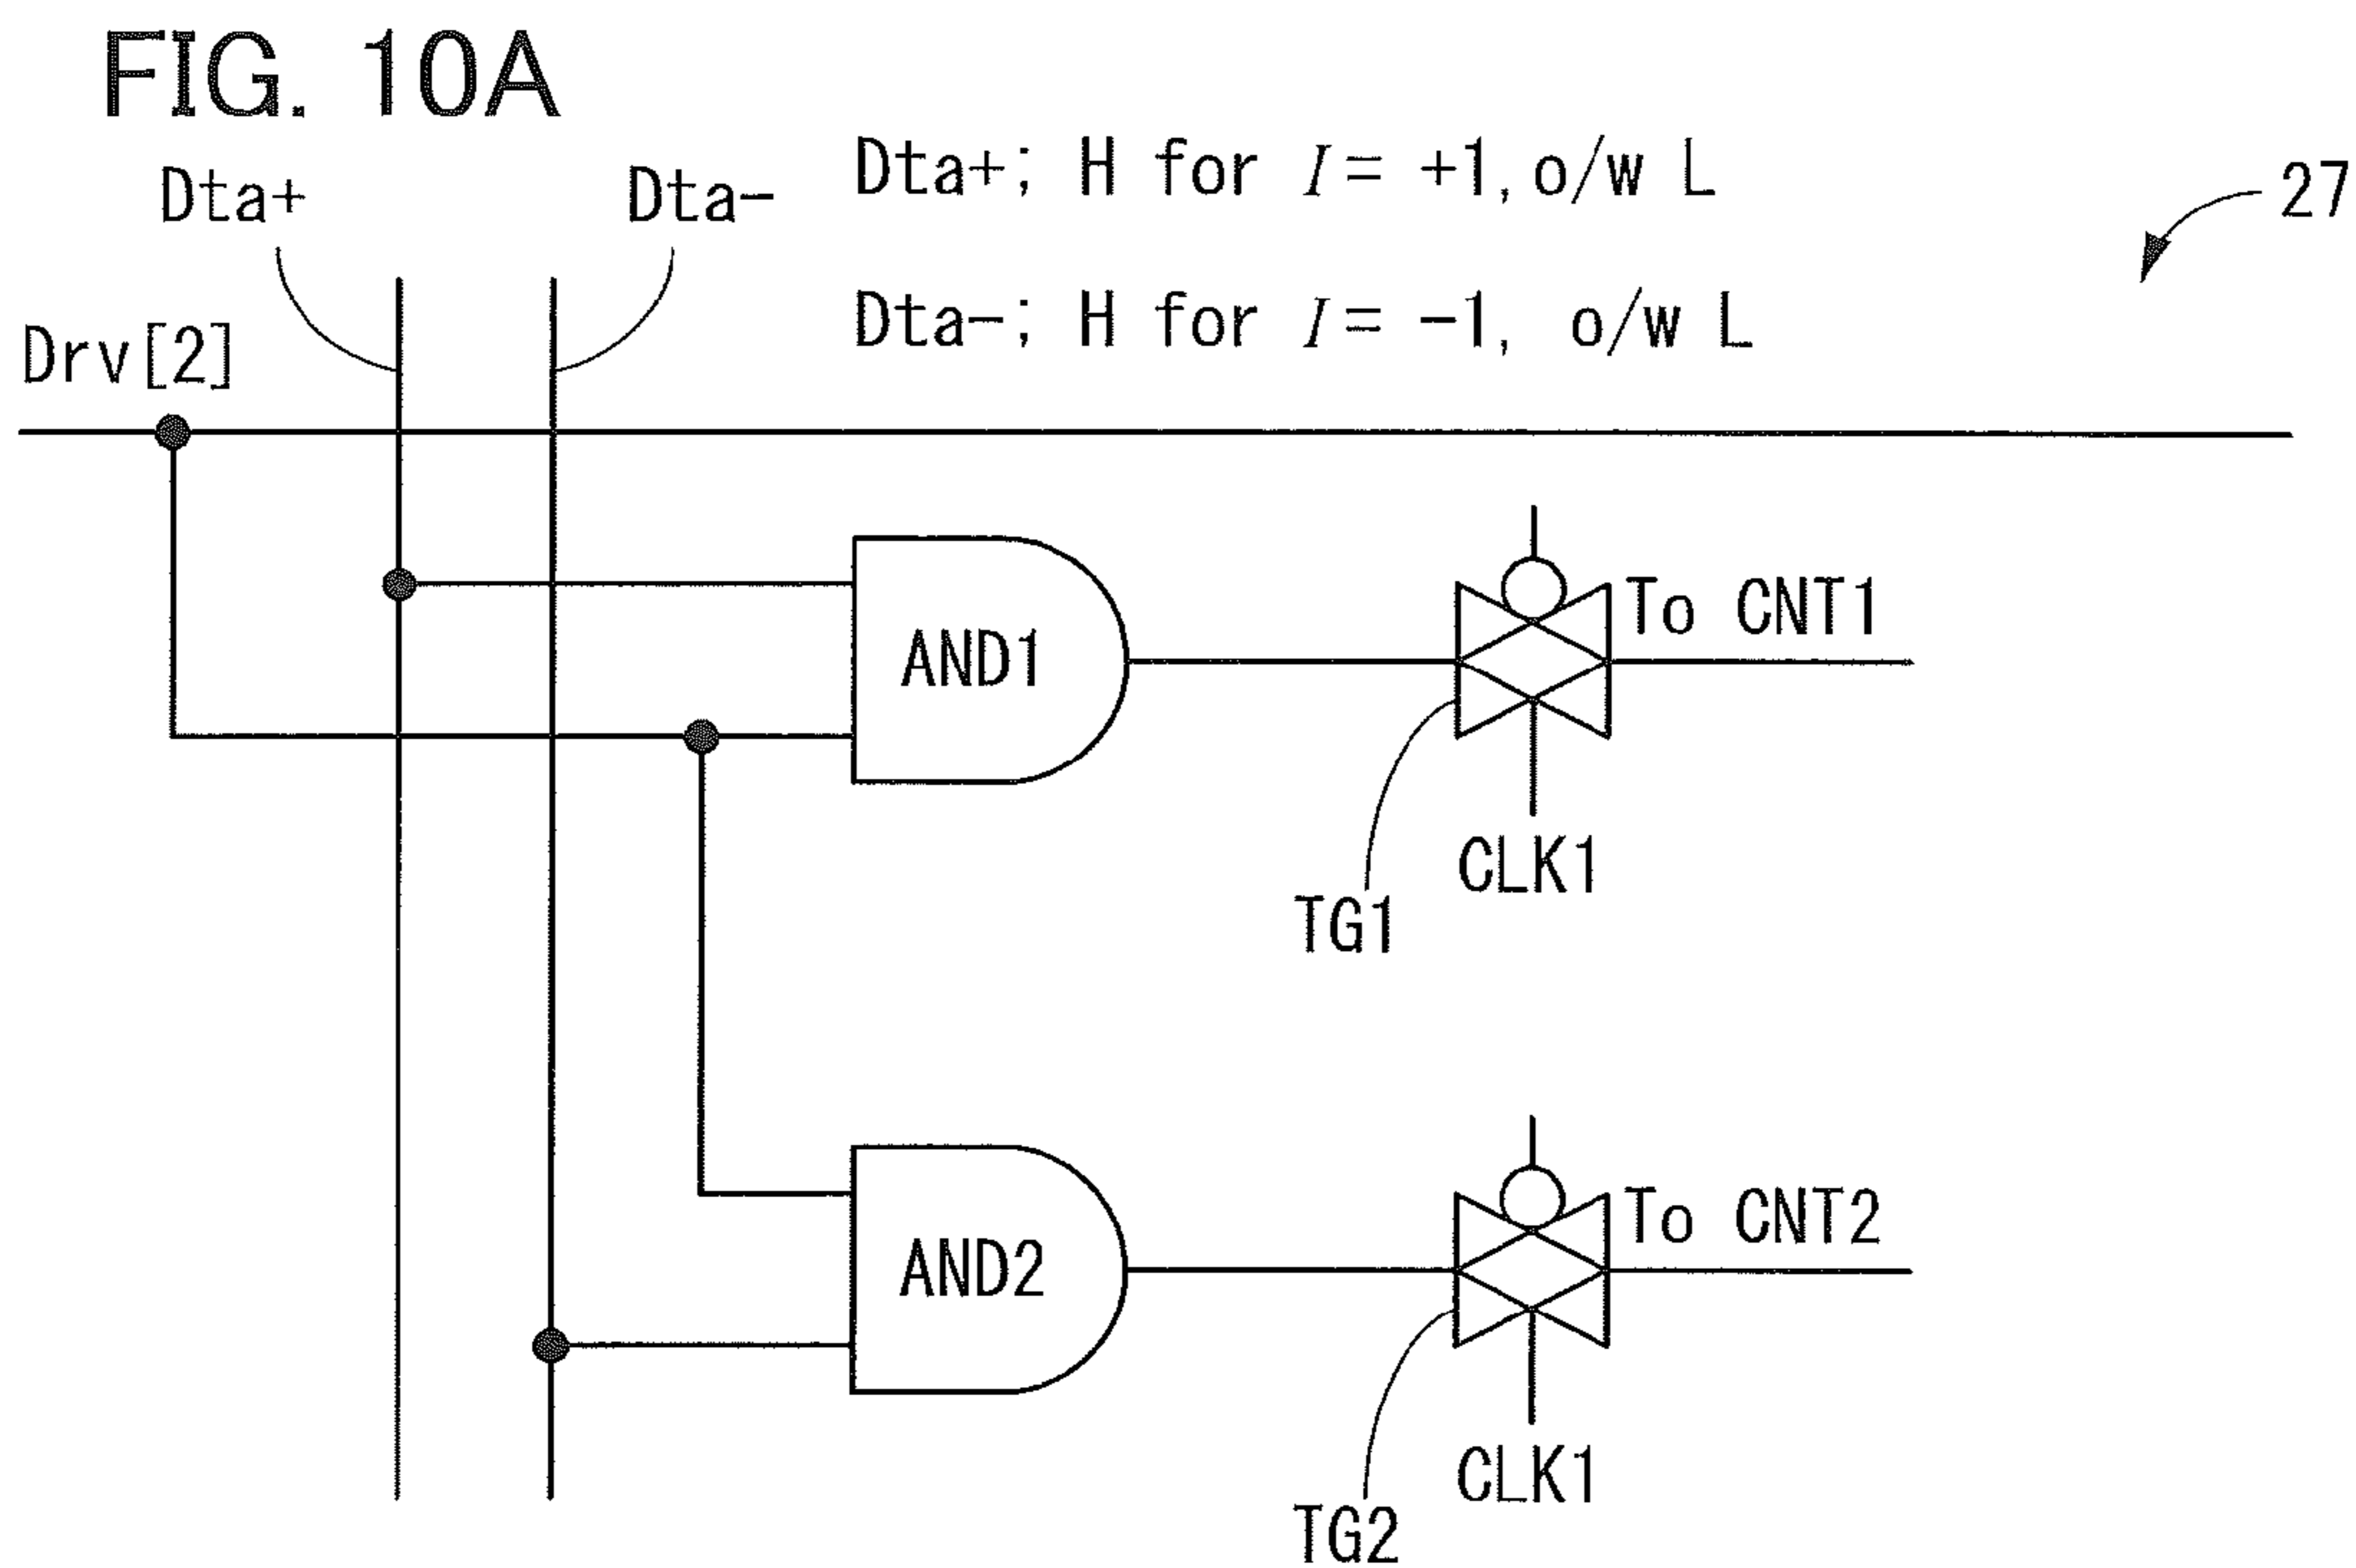 FIG. 10A
Dta+
Dta-
Dta+; H for I = +1, o/w L
Dta-; H for I = -1, o/w L
27
Drv[2]
AND1
To CNT1
CLK1
TG1
AND2
To CNT2
CLK1
TG2